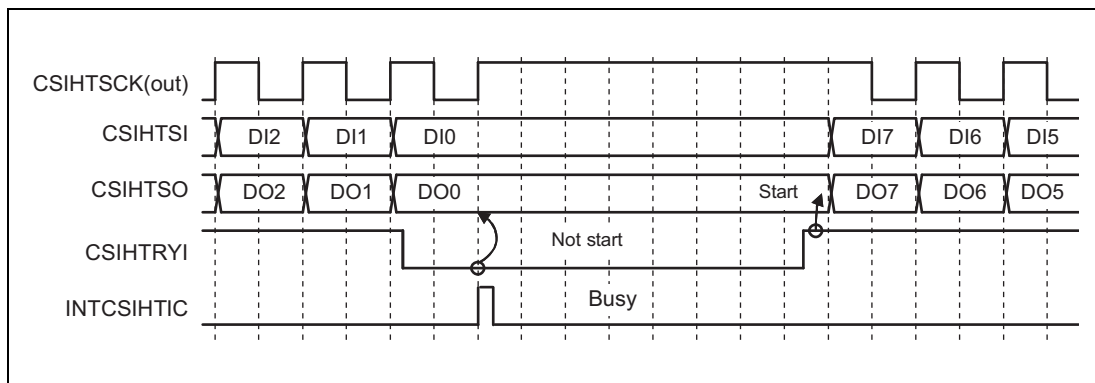 CSIHTSCK(out)
CSIHTSI DI2 DI1 DI0 DI7 DI6 DI5
CSIHTSO DO2 DO1 DO0 Start DO7 DO6 DO5
CSIHTRYI Not start
INTCSIHTIC Busy